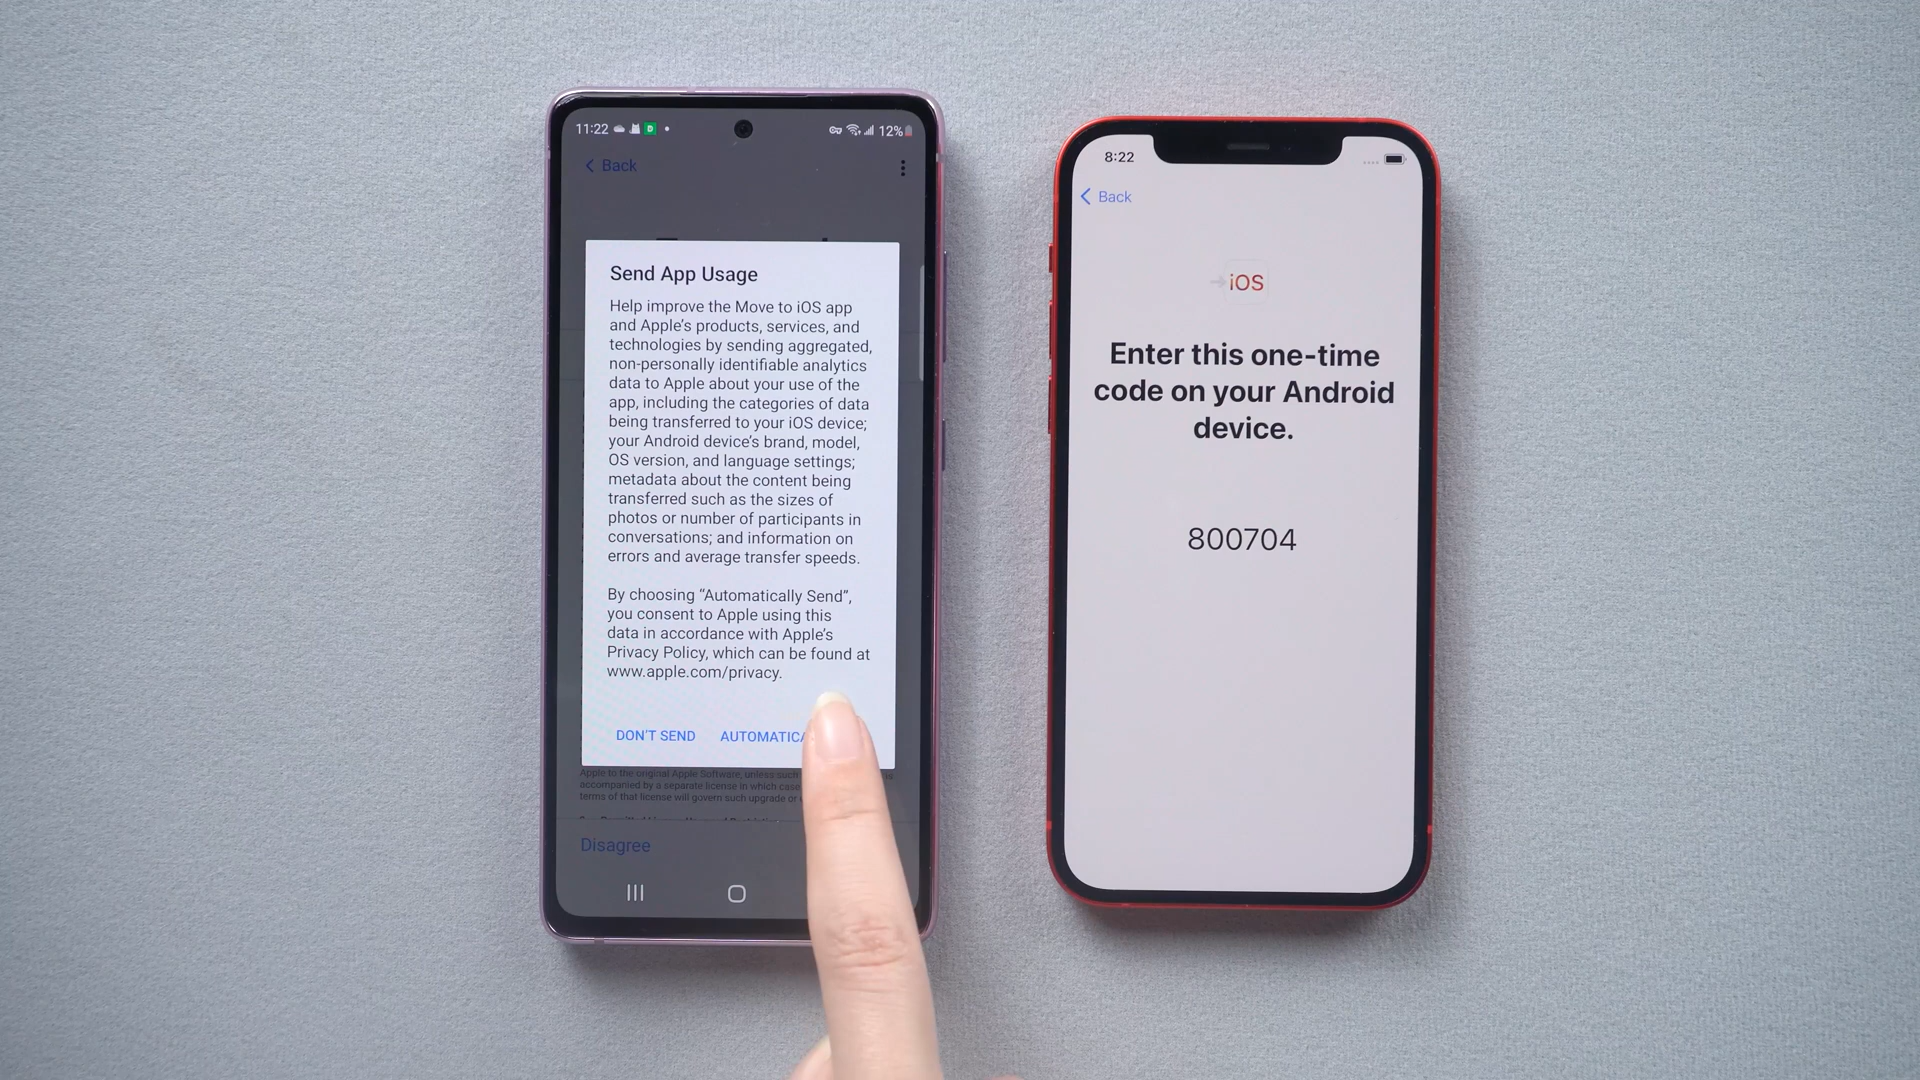 11:22
12%
Back
Send App Usage
Help improve the Move to iOS app
and Apple's products, services, and
technologies by sending aggregated,
non-personally identifiable analytics
data to Apple about your use of the
app, including the categories of data
being transferred to your iOS device;
your Android device's brand, model,
OS version, and language settings;
metadata about the content being
transferred such as the sizes of
photos or number of participants in
conversations; and information on
errors and average transfer speeds.
By choosing “Automatically Send”,
you consent to Apple using this
data in accordance with Apple's
Privacy Policy, which can be found at
www.apple.com/privacy.
DON'T SEND
Apple to the original Apple Software, unless such
accompanied by a separate license in which case
terms of that license will govern such upgrade or
Disagree
8:22
Back
iOS
Enter this one-time
code on your Android
device.
800704